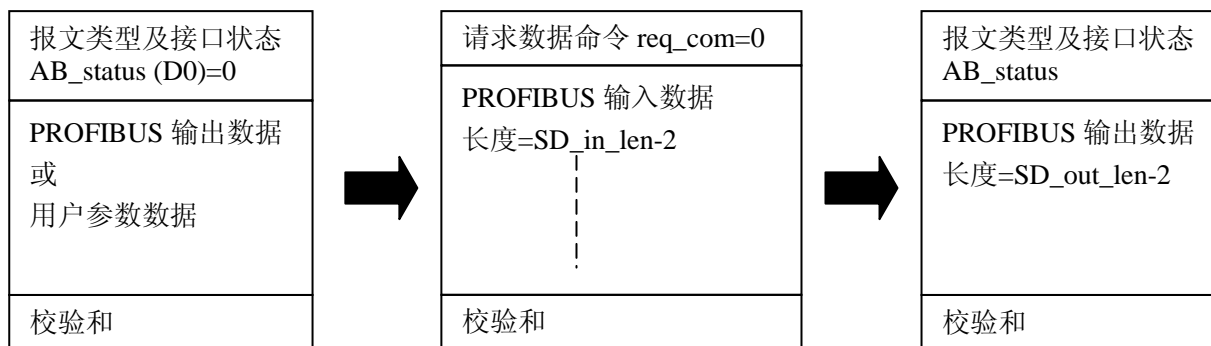 报文类型及接口状态
AB_status (D0)=0
PROFIBUS 输出数据
或
用户参数数据
校验和
请求数据命令 req_com=0
PROFIBUS 输入数据
长度=SD_in_len-2
校验和
报文类型及接口状态
AB_status
PROFIBUS 输出数据
长度=SD_out_len-2
校验和